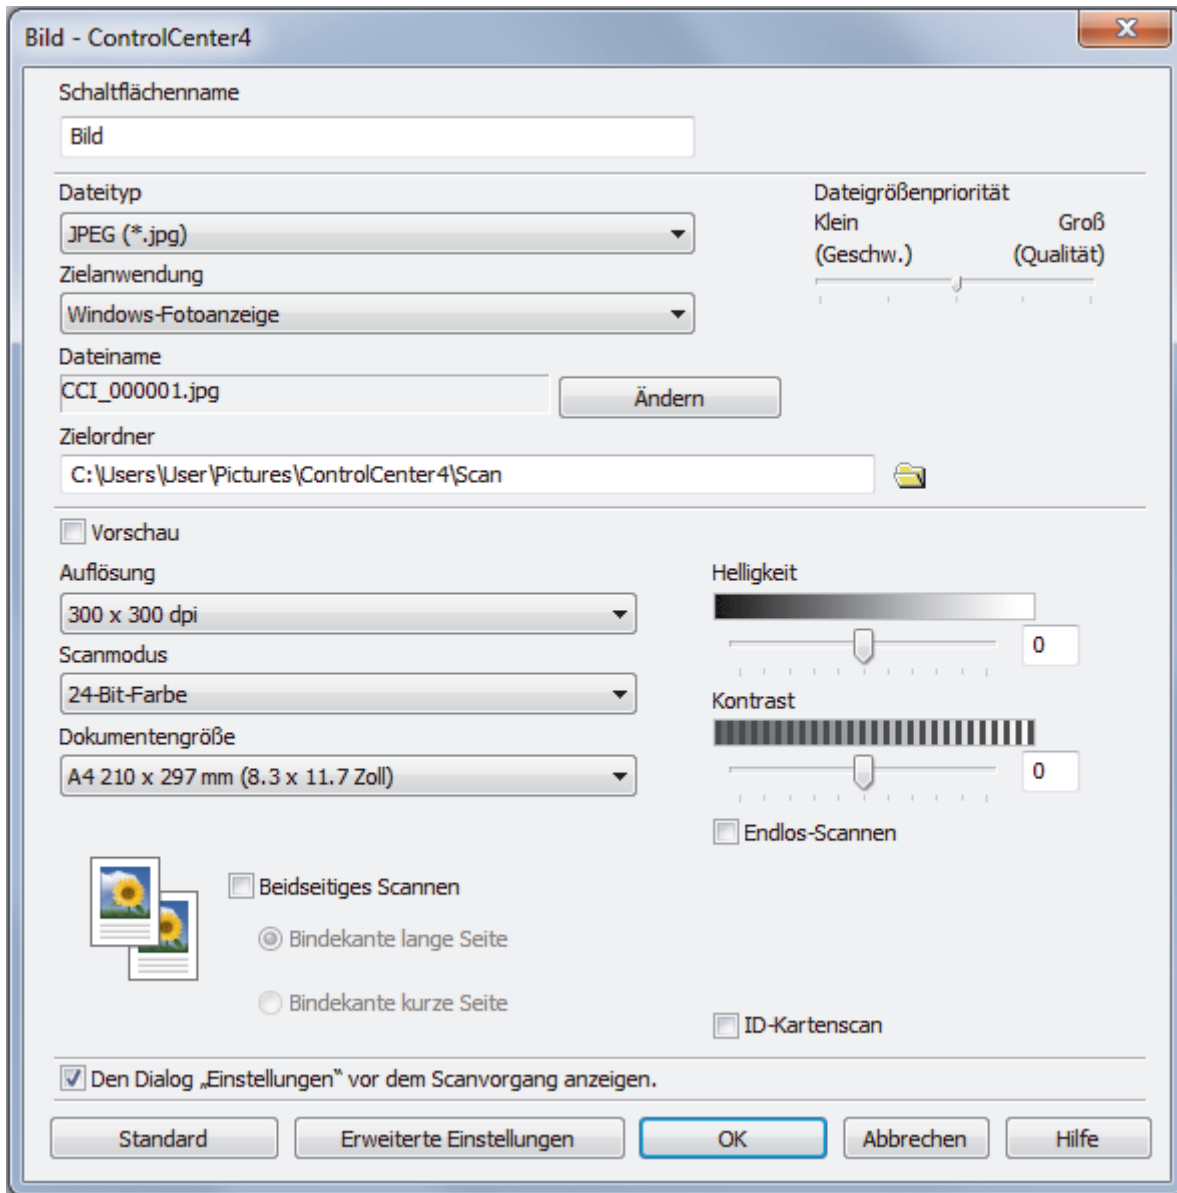 Bild - ControlCenter4
Schaltflächenname
Bild
Dateityp
JPEG (*.jpg)
Zielanwendung
Windows-Fotoanzeige
Dateiname
CCI_000001.jpg
Ändern
Zielordner
C:\Users\User\Pictures\ControlCenter4\Scan
Dateigrößenpriorität
Klein Groß
(Geschw.) (Qualität)
Vorschau
Auflösung
300 x 300 dpi
Scanmodus
24-Bit-Farbe
Dokumentengröße
A4 210 x 297 mm (8.3 x 11.7 Zoll)
Helligkeit
0
Kontrast
0
Endlos-Scannen
Beidseitiges Scannen
Bindekante lange Seite
Bindekante kurze Seite
ID-Kartenscan
Den Dialog „Einstellungen“ vor dem Scanvorgang anzeigen.
Standard Erweiterte Einstellungen OK Abbrechen Hilfe